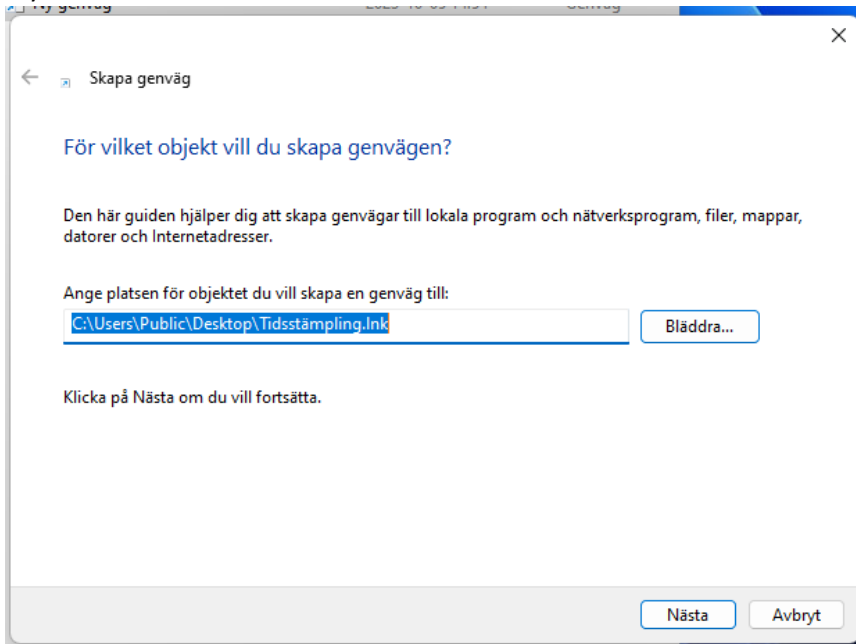 Ny genväg
Skapa genväg
För vilket objekt vill du skapa genvägen?
Den här guiden hjälper dig att skapa genvägar till lokala program och nätverksprogram, filer, mappar,
datorer och Internetadresser.
Ange platsen för objektet du vill skapa en genväg till:
C:\Users\Public\Desktop\Tidsstämpling.lnk
Bläddra...
Klicka på Nästa om du vill fortsätta.
Nästa Avbryt